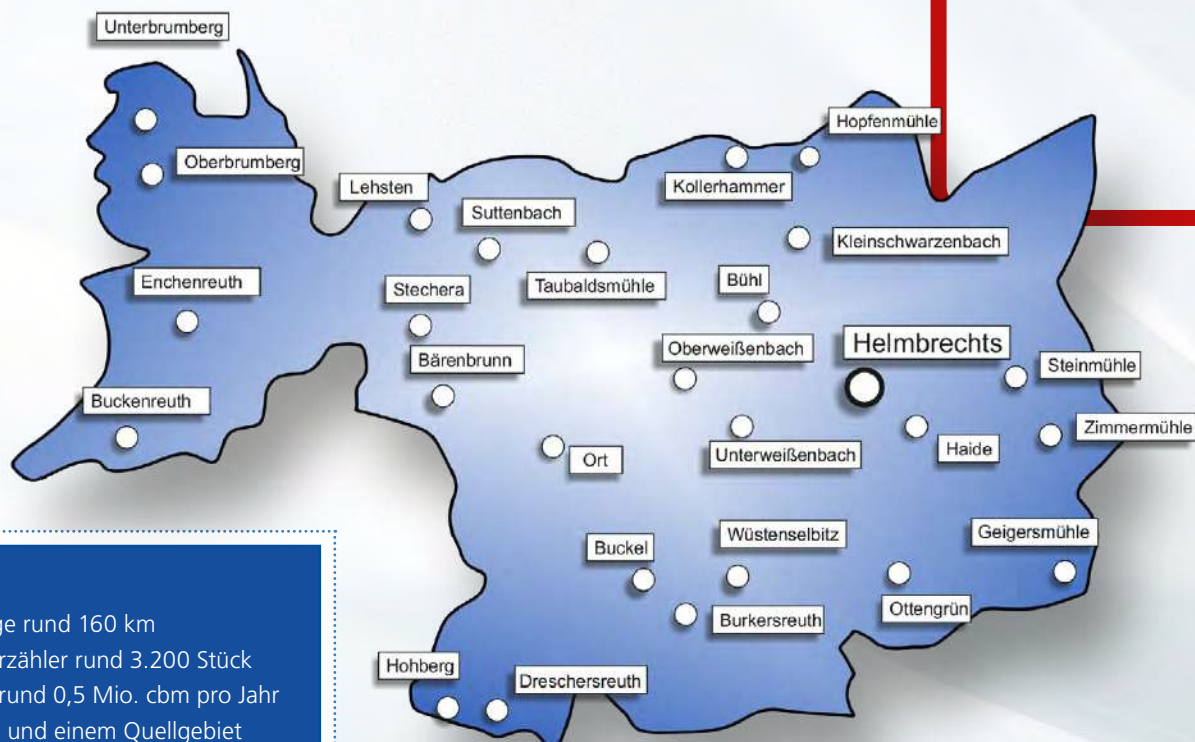 Unterbrumberg
Hopfenmühle
Oberbrumberg
Lehsten
Kollerhammer
Suttenbach
Kleinschwarzenbach
Enchenreuth
Stechera
Taubaldsmühle
Bühl
Oberweißenbach
Helmbrechts
Bärenbrunn
Steinmühle
Buckenreuth
Zimmermühle
Ort
Unterweißenbach
Haide
Wüstenselbitz
Geigersmühle
Buckel
Ottengrün
Burkersreuth
Hohberg
Dreschersreuth
rund 160 km
rund 3.200 Stück
rund 0,5 Mio. cbm pro Jahr
und einem Quellgebiet